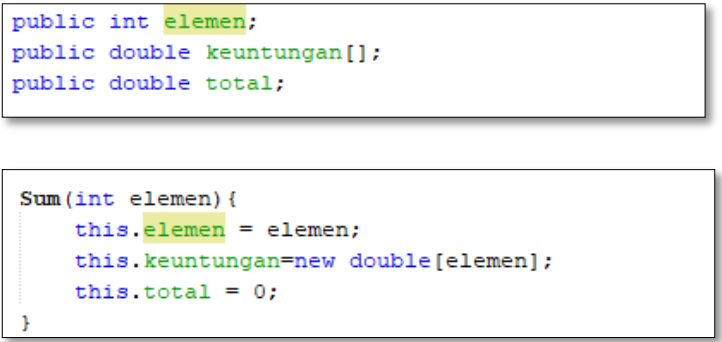 public int elemen;
public double keuntungan[];
public double total;
Sum(int elemen){
this.elemen = elemen;
this.keuntungan=new double[elemen];
this.total = 0;
}